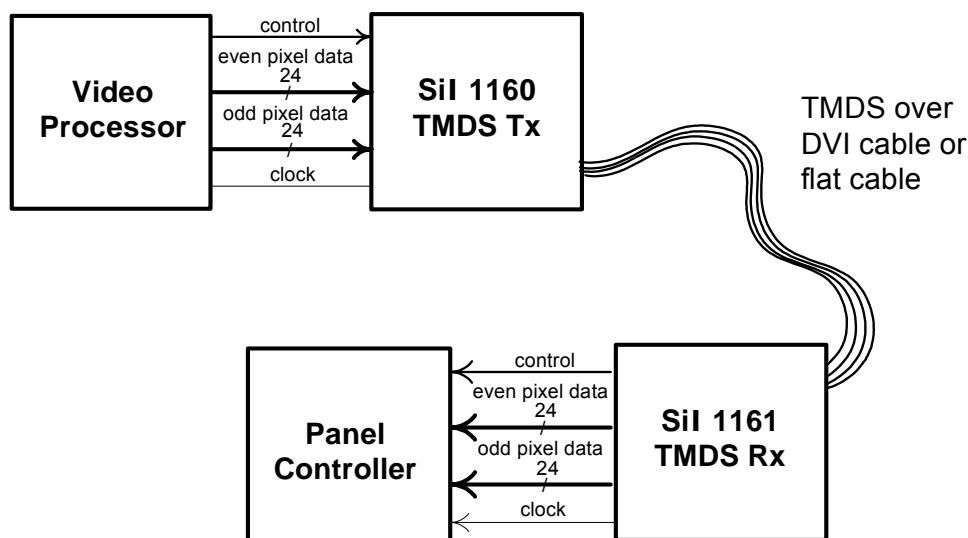 Video
Processor
control
even pixel data
24
odd pixel data
24
clock
SiI 1160
TMDS Tx
TMDS over
DVI cable or
flat cable
Panel
Controller
control
even pixel data
24
odd pixel data
24
clock
SiI 1161
TMDS Rx